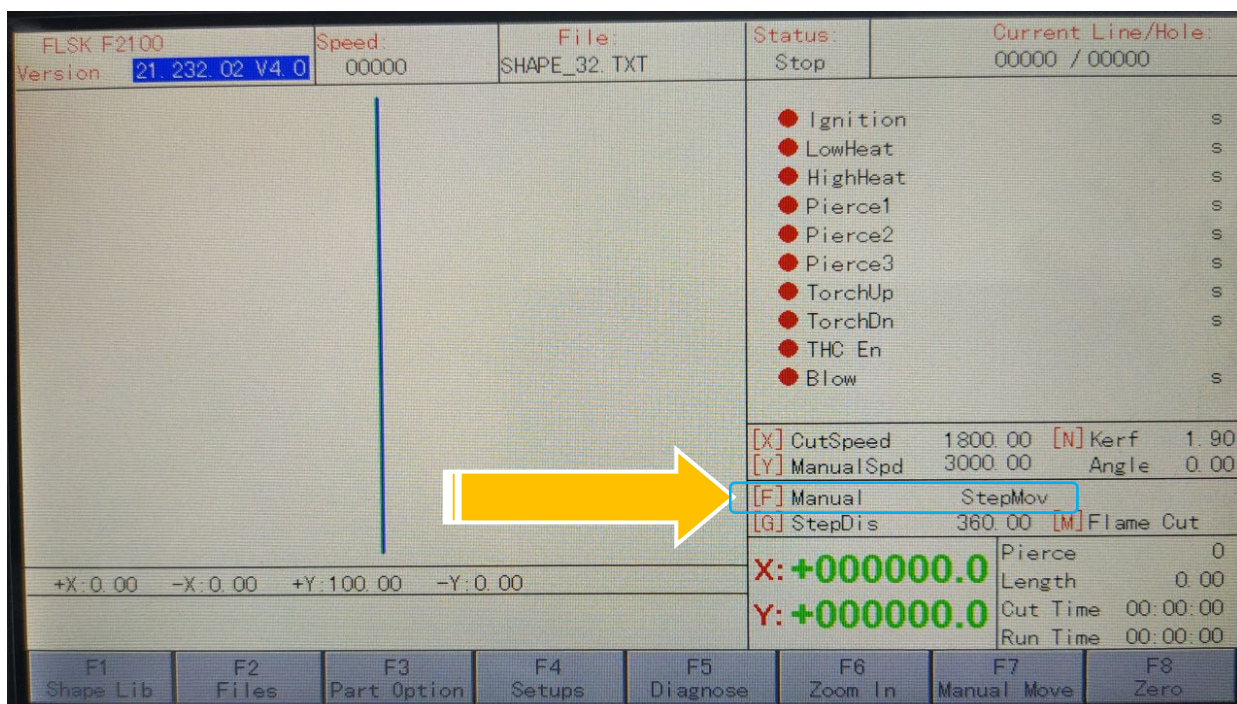 FLSK F2100 Speed: File: Status: Current Line/Hole:
Version 21.232.02 V4.0 00000 SHAPE_32.TXT Stop 00000 / 00000
Ignition s
LowHeat s
HighHeat s
Pierce1 s
Pierce2 s
Pierce3 s
TorchUp s
TorchDn s
THC En
Blow s
[X] CutSpeed 1800.00 [N] Kerf 1.90
[Y] ManualSpd 3000.00 Angle 0.00
[F] Manual StepMov
[G] StepDis 360.00 [M] Flame Cut
+X:0.00 -X:0.00 +Y:100.00 -Y:0.00
X:+000000.0 Pierce 0
Length 0.00
Y:+000000.0 Cut Time 00:00:00
Run Time 00:00:00
F1 F2 F3 F4 F5 F6 F7 F8
Shape Lib Files Part Option Setups Diagnose Zoom In Manual Move Zero